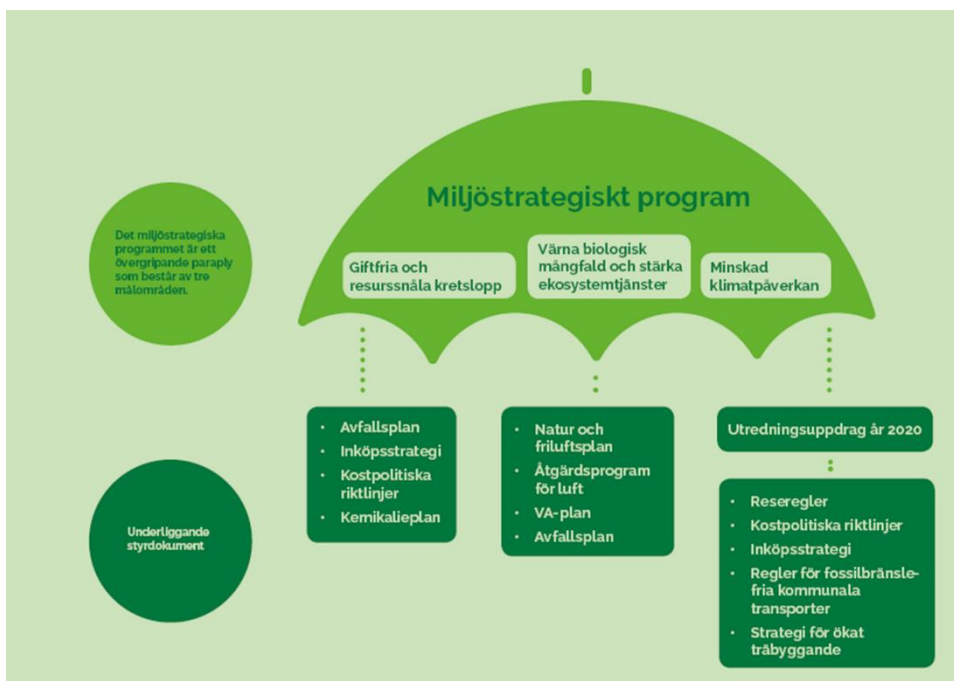 Miljöstrategiskt program
Det miljöstrategiska
programmet är ett
övergripande paraply
som består av tre
målområden.
Giftfria och
resurssnåla kretslopp
Värna biologisk
mångfald och stärka
ekosystemtjänster
Minskad
klimatpåverkan
Underliggande
styrdokument
• Avfallsplan
• Inköpsstrategi
• Kostpolitiska
riktlinjer
• Kemikalieplan
• Natur och
friluftsplan
• Åtgärdsprogram
för luft
• VA-plan
• Avfallsplan
Utredningsuppdrag år 2020
• Reseregler
• Kostpolitiska riktlinjer
• Inköpsstrategi
• Regler för fossilbränsle-
fria kommunala
transporter
• Strategi för ökat
träbyggande